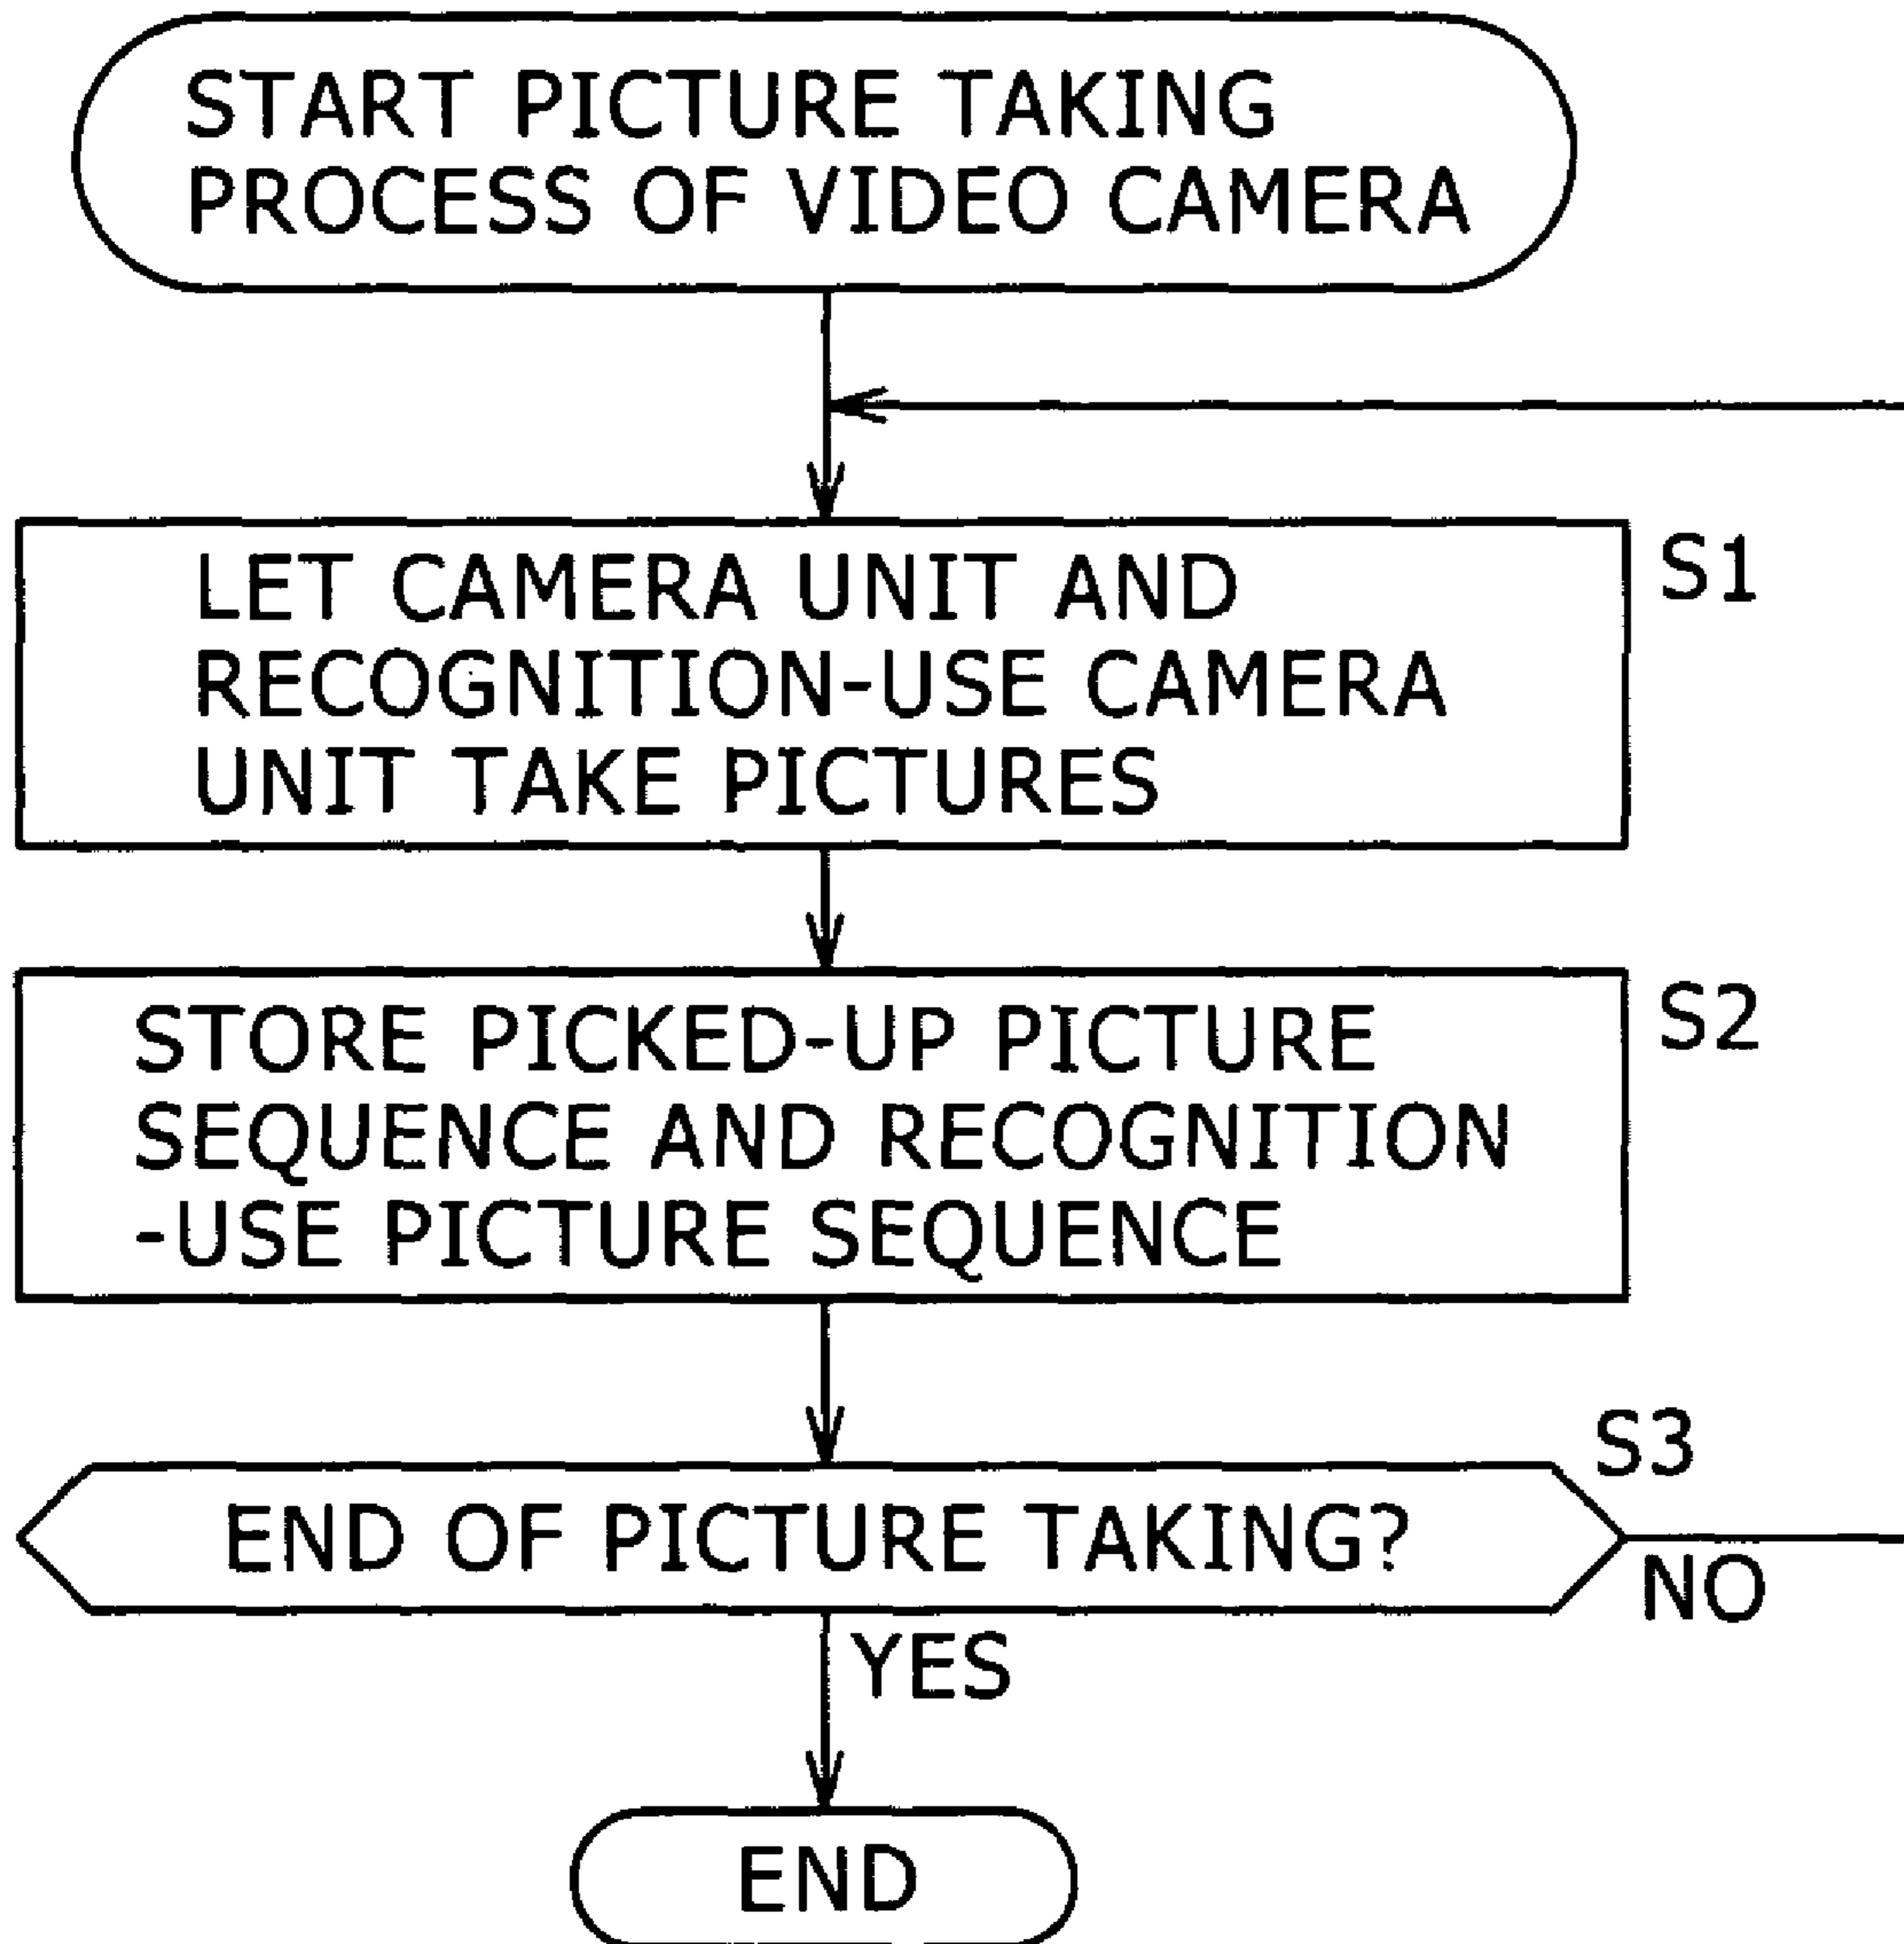 START PICTURE TAKING
PROCESS OF VIDEO CAMERA
LET CAMERA UNIT AND
RECOGNITION-USE CAMERA
UNIT TAKE PICTURES
S1
STORE PICKED-UP PICTURE
SEQUENCE AND RECOGNITION
-USE PICTURE SEQUENCE
S2
END OF PICTURE TAKING?
S3
NO
YES
END